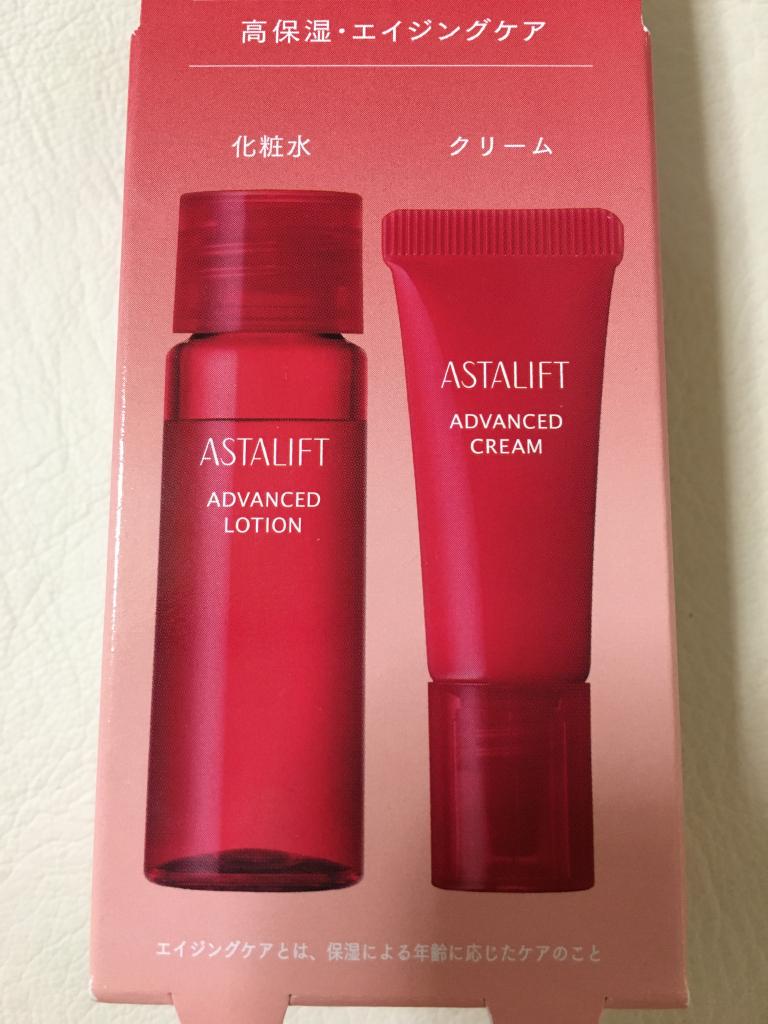 高保湿・エイジングケア
化粧水
クリーム
ASTALIFT
ADVANCED
LOTION
ASTALIFT
ADVANCED
CREAM
エイジングケアとは、保湿による年齢に応じたケアのこと